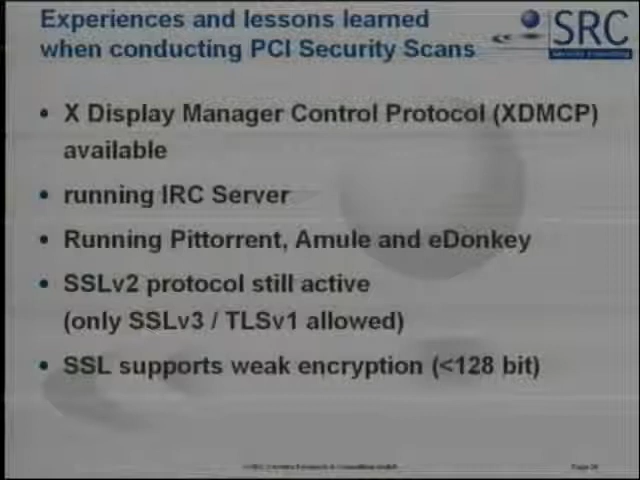 Experiences and lessons learned
when conducting PCI Security Scans
SRC
• X Display Manager Control Protocol (XDMCP)
available
• running IRC Server
• Running Pittorrent, Amule and eDonkey
• SSLv2 protocol still active
(only SSLv3 / TLSv1 allowed)
• SSL supports weak encryption (<128 bit)